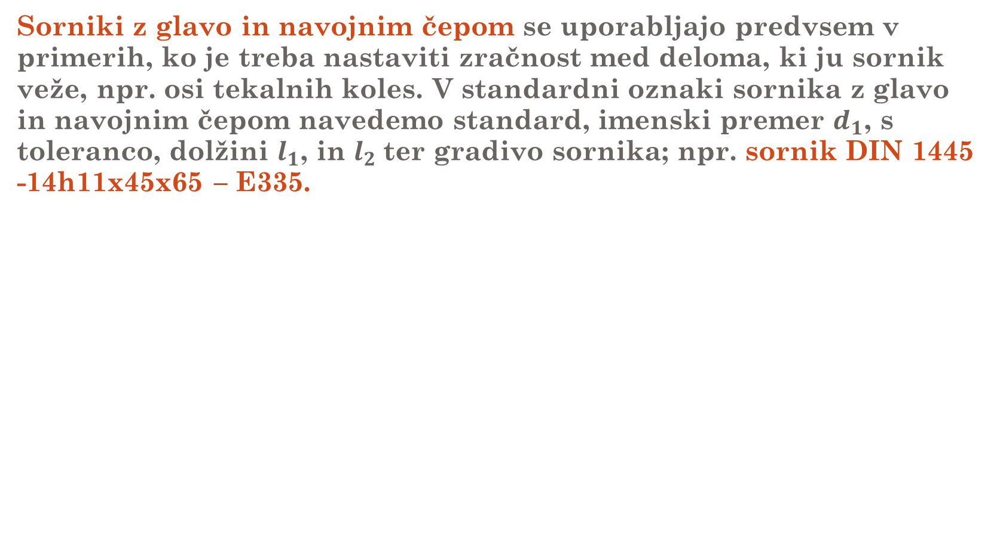 Sorniki z glavo in navojnim čepom se uporabljajo predvsem v
primerih, ko je treba nastaviti zračnost med deloma, ki ju sornik
veže, npr. osi tekalnih koles. V standardni oznaki sornika z glavo
in navojnim čepom navedemo standard, imenski premer d₁, s
toleranco, dolžini l₁, in l₂ ter gradivo sornika; npr. sornik DIN 1445
-14h11x45x65 – E335.